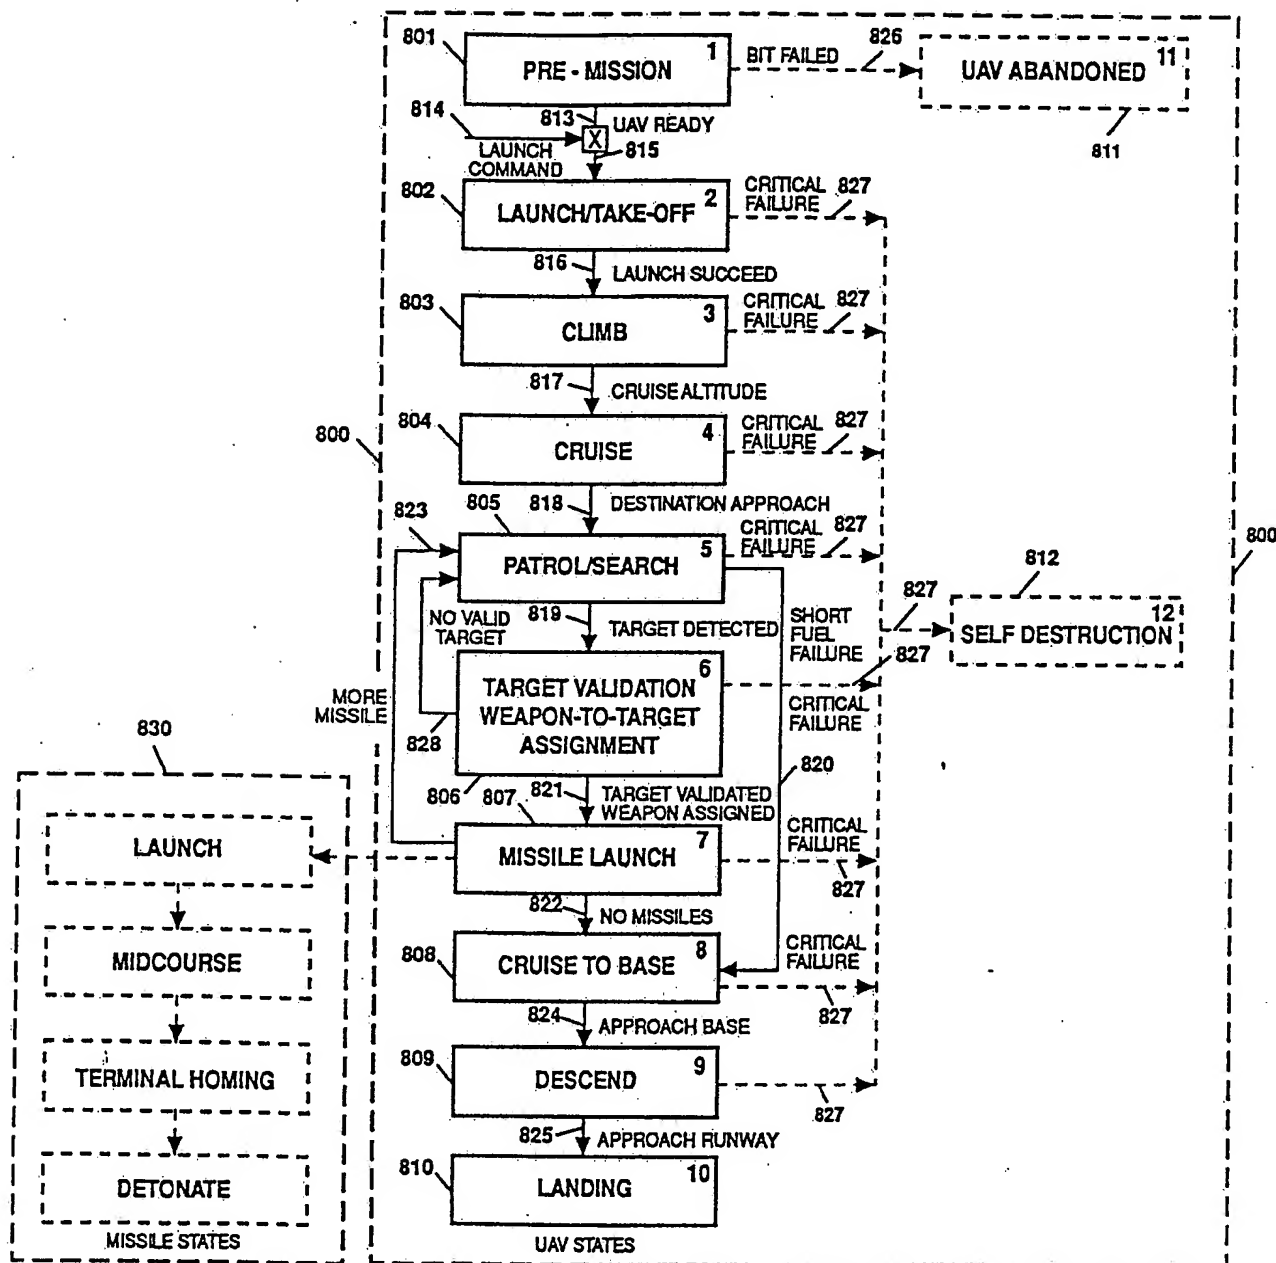 801
PRE - MISSION
1
BIT FAILED
826
UAV ABANDONED
11
811
814
813
UAV READY
X
815
LAUNCH
COMMAND
802
LAUNCH/TAKE-OFF
2
CRITICAL
FAILURE
827
816
LAUNCH SUCCEED
803
CLIMB
3
CRITICAL
FAILURE
827
817
CRUISE ALTITUDE
800
804
CRUISE
4
CRITICAL
FAILURE
827
823
805
818
DESTINATION APPROACH
PATROL/SEARCH
5
CRITICAL
FAILURE
827
800
NO VALID
TARGET
819
TARGET DETECTED
SHORT
FUEL
FAILURE
827
812
SELF DESTRUCTION
12
MORE
MISSILE
828
TARGET VALIDATION
WEAPON-TO-TARGET
ASSIGNMENT
6
827
CRITICAL
FAILURE
820
830
806
807
821
TARGET VALIDATED
WEAPON ASSIGNED
MISSILE LAUNCH
7
CRITICAL
FAILURE
827
LAUNCH
822
NO MISSILES
808
CRUISE TO BASE
8
CRITICAL
FAILURE
827
MIDCOURSE
824
APPROACH BASE
809
DESCEND
9
827
TERMINAL HOMING
825
APPROACH RUNWAY
810
LANDING
10
DETONATE
MISSILE STATES
UAV STATES